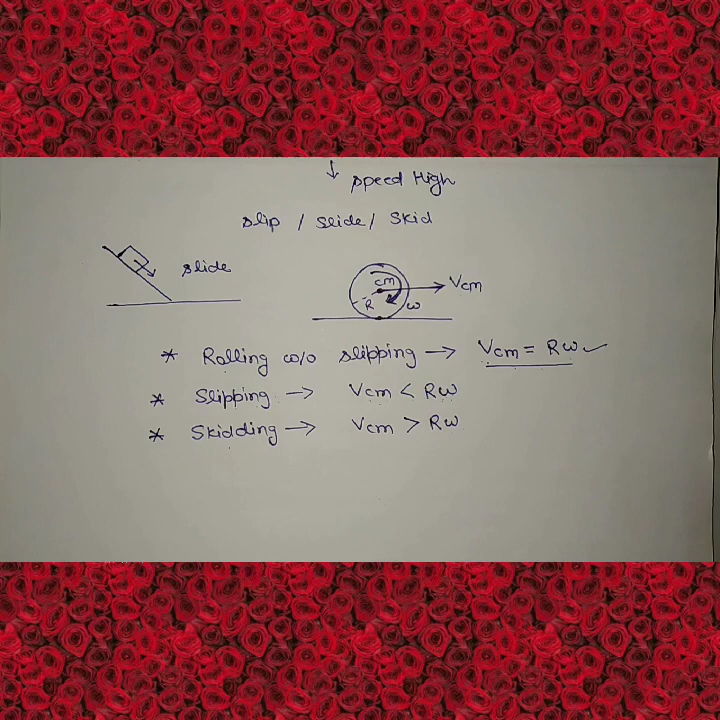 ↓ speed High
slip / slide / skid
slide
cm
Vcm
R
ω
* Rolling w/o slipping → Vcm = Rω ✓
* Slipping → Vcm < Rω
* Skidding → Vcm > Rω